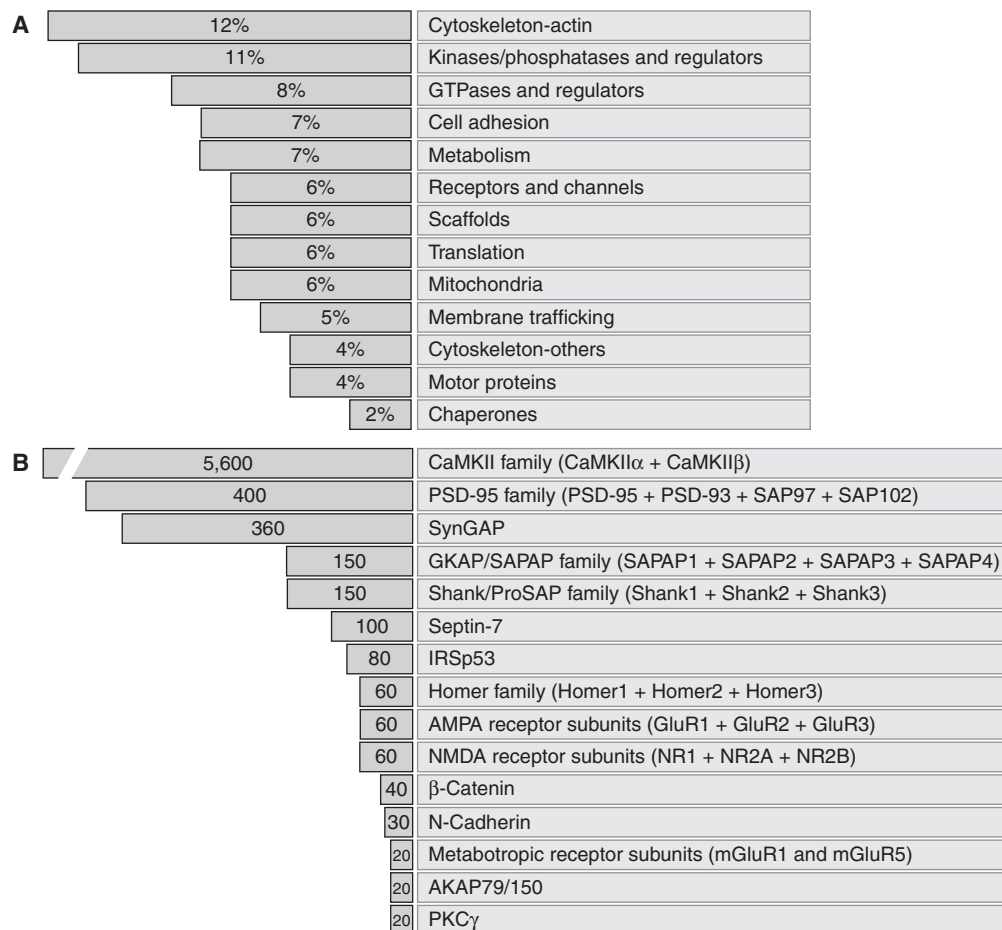 A
12% Cytoskeleton-actin
11% Kinases/phosphatases and regulators
8% GTPases and regulators
7% Cell adhesion
7% Metabolism
6% Receptors and channels
6% Scaffolds
6% Translation
6% Mitochondria
5% Membrane trafficking
4% Cytoskeleton-others
4% Motor proteins
2% Chaperones
B
5,600 CaMKII family (CaMKIIα + CaMKIIβ)
400 PSD-95 family (PSD-95 + PSD-93 + SAP97 + SAP102)
360 SynGAP
150 GKAP/SAPAP family (SAPAP1 + SAPAP2 + SAPAP3 + SAPAP4)
150 Shank/ProSAP family (Shank1 + Shank2 + Shank3)
100 Septin-7
80 IRSp53
60 Homer family (Homer1 + Homer2 + Homer3)
60 AMPA receptor subunits (GluR1 + GluR2 + GluR3)
60 NMDA receptor subunits (NR1 + NR2A + NR2B)
40 β-Catenin
30 N-Cadherin
20 Metabotropic receptor subunits (mGluR1 and mGluR5)
20 AKAP79/150
20 PKCγ